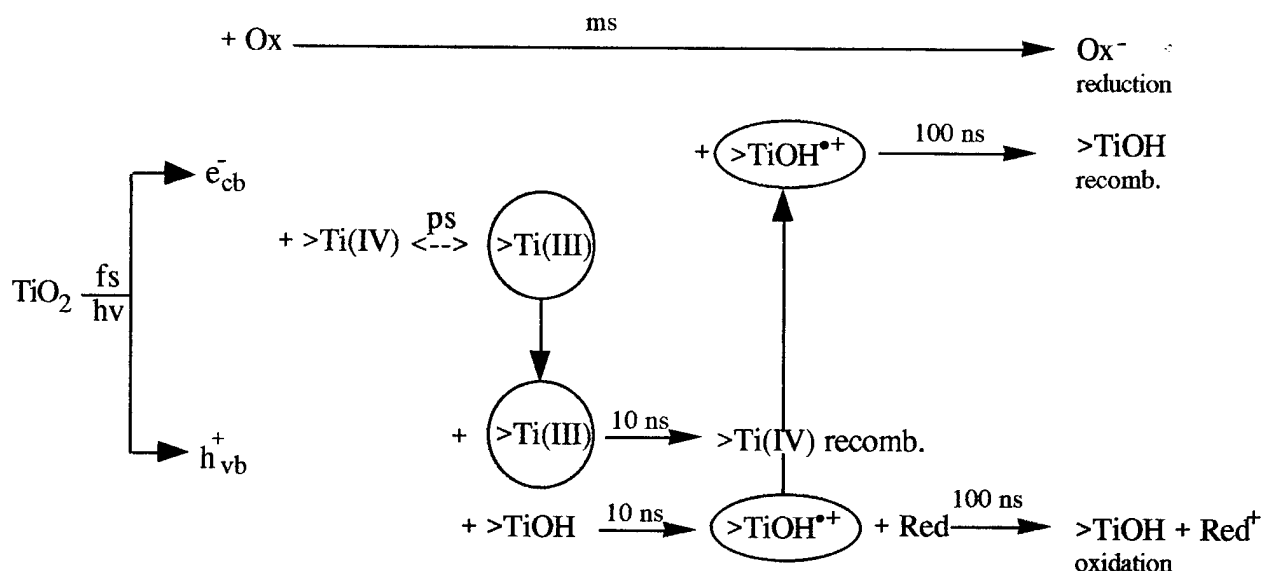 ms
+ Ox Ox⁻
reduction
+ >TiOH•⁺ 100 ns >TiOH
recomb.
e⁻cb
+ >Ti(IV) <--> ps >Ti(III)
TiO₂ fs
hν
+ >Ti(III) 10 ns >Ti(IV) recomb.
h⁺vb
+ >TiOH 10 ns >TiOH•⁺ + Red 100 ns >TiOH + Red⁺
oxidation